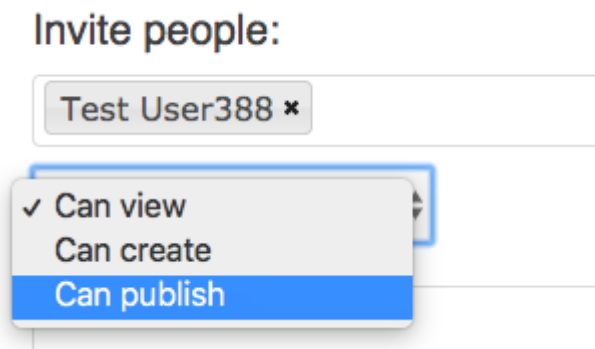 Invite people:
Test User388 ×
✓ Can view
Can create
Can publish